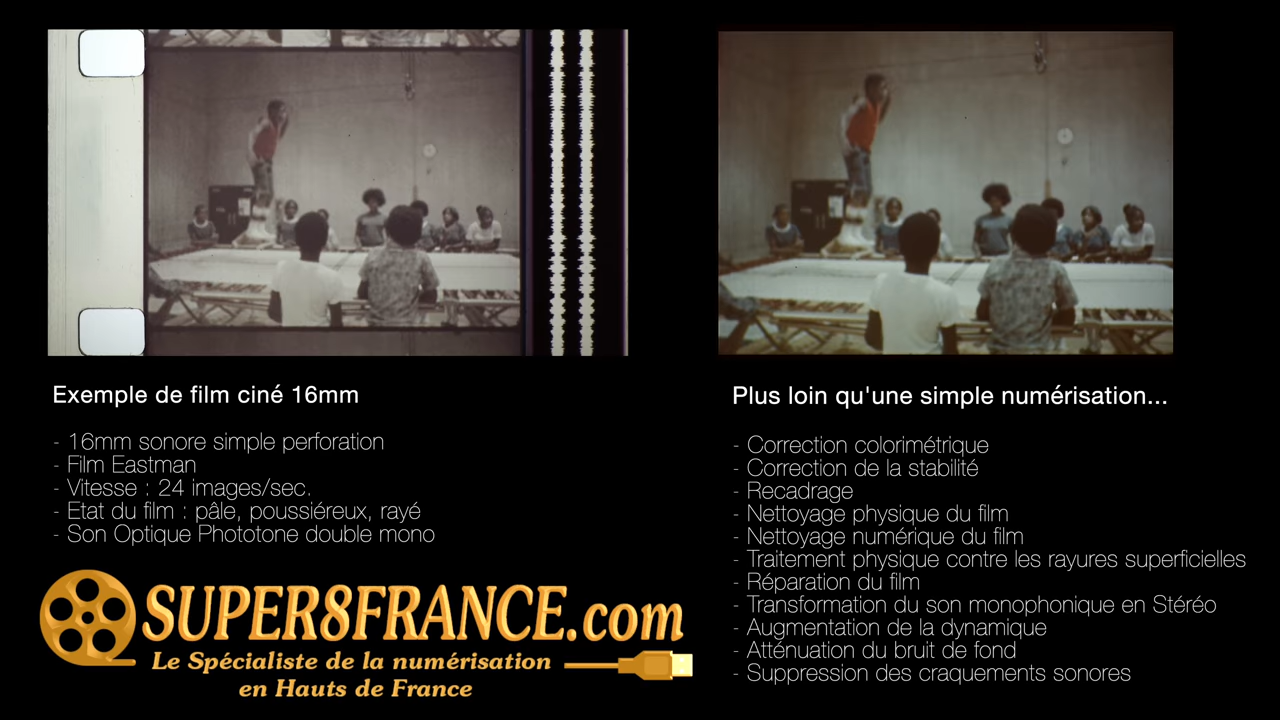 Exemple de film ciné 16mm
- 16mm sonore simple perforation
- Film Eastman
- Vitesse : 24 images/sec.
- Etat du film : pâle, poussiéreux, rayé
- Son Optique Phototone double mono
SUPER8FRANCE.com
Le Spécialiste de la numérisation
en Hauts de France
Plus loin qu'une simple numérisation...
- Correction colorimétrique
- Correction de la stabilité
- Recadrage
- Nettoyage physique du film
- Nettoyage numérique du film
- Traitement physique contre les rayures superficielles
- Réparation du film
- Transformation du son monophonique en Stéréo
- Augmentation de la dynamique
- Atténuation du bruit de fond
- Suppression des craquements sonores